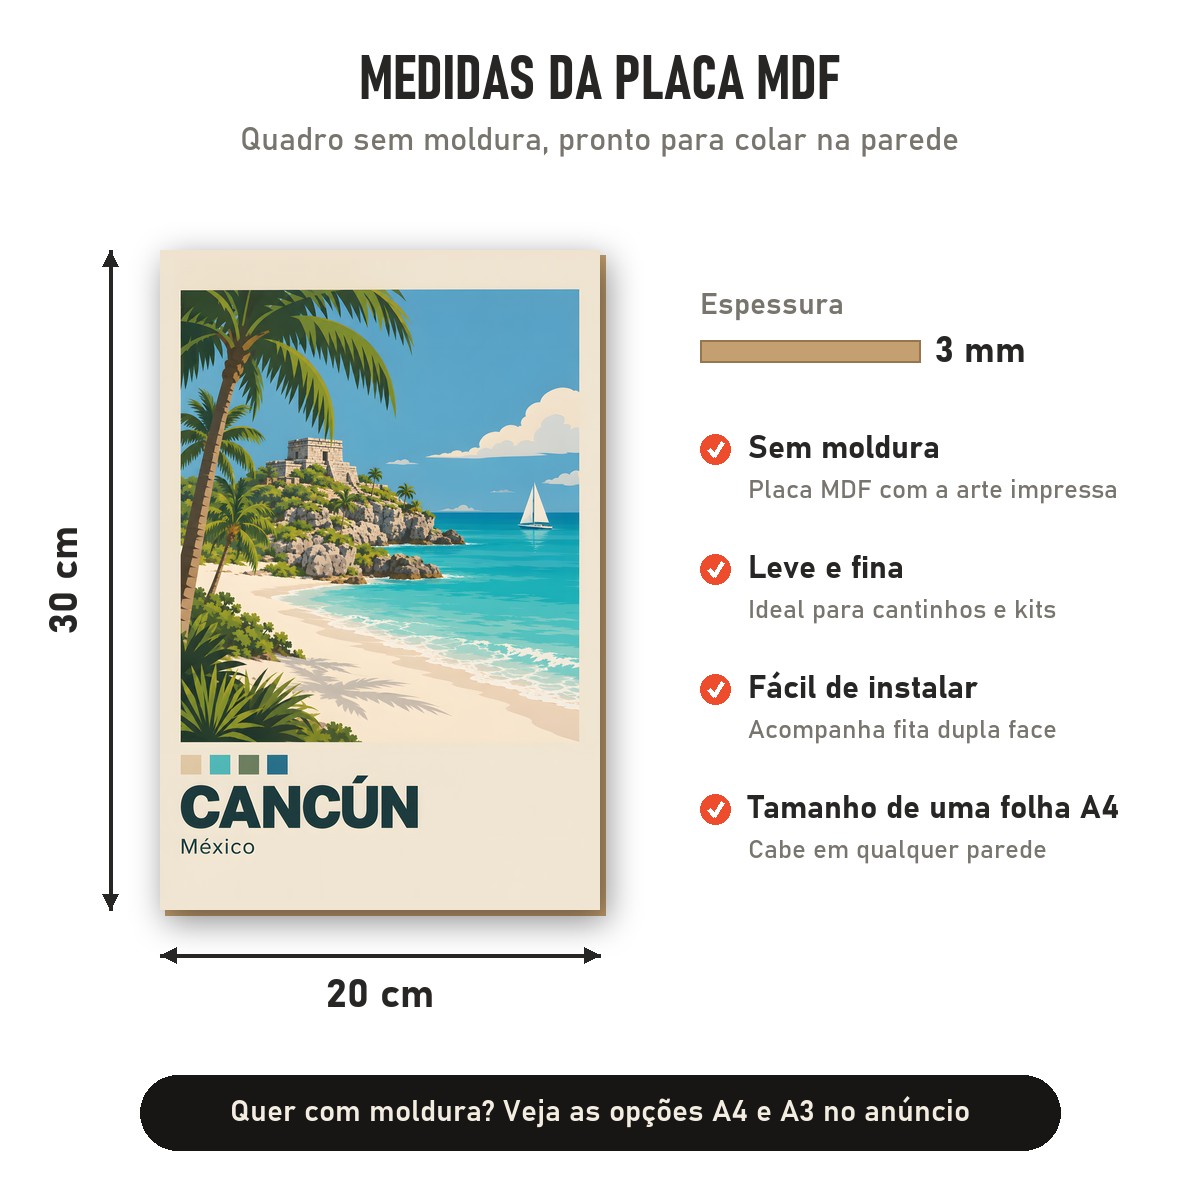 MEDIDAS DA PLACA MDF
Quadro sem moldura, pronto para colar na parede
Espessura
3 mm
Sem moldura
Placa MDF com a arte impressa
Leve e fina
Ideal para cantinhos e kits
Fácil de instalar
Acompanha fita dupla face
Tamanho de uma folha A4
Cabe em qualquer parede
30 cm
CANCÚN
México
20 cm
Quer com moldura? Veja as opções A4 e A3 no anúncio